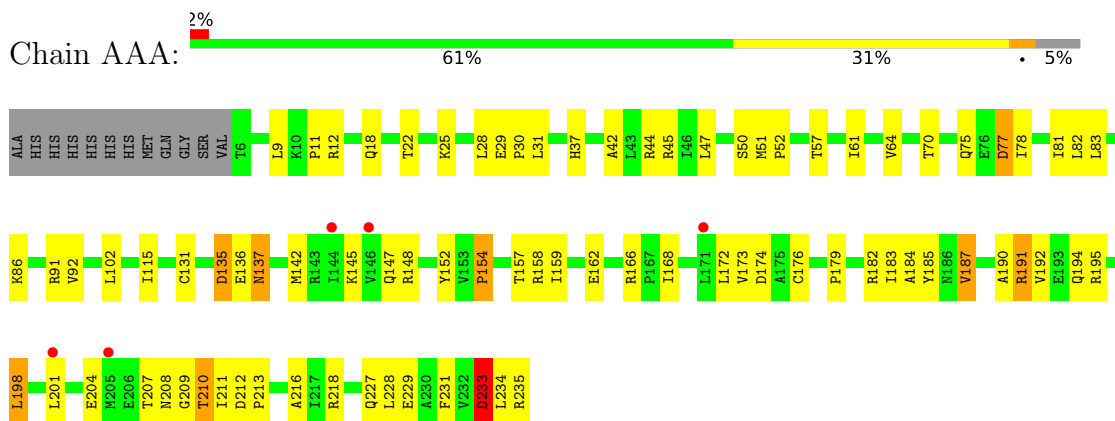 2%
Chain AAA:
61% 31% • 5%
ALA HIS HIS HIS HIS HIS HIS MET GLN GLY SER VAL T6 L9 K10 P11 R12 Q18 T22 K25 L28 E29 P30 L31 H37 A42 L43 R44 R45 I46 L47 S50 M51 P52 T57 I61 V64 T70 Q75 E76 D77 I78 I81 L82 L83
K86 R91 V92 L102 I115 C131 D135 E136 N137 M142 R143 I144 K145 V146 Q147 R148 Y152 V153 P154 T157 R158 I159 E162 R166 P167 I168 L171 L172 V173 D174 A175 C176 P179 R182 I183 A184 Y185 N186 V187 A190 R191 V192 E193 Q194 R195
L198 L201 E204 M205 E206 T207 N208 G209 T210 I211 D212 P213 A216 I217 R218 Q227 L228 E229 A230 F231 V232 D233 L234 R235